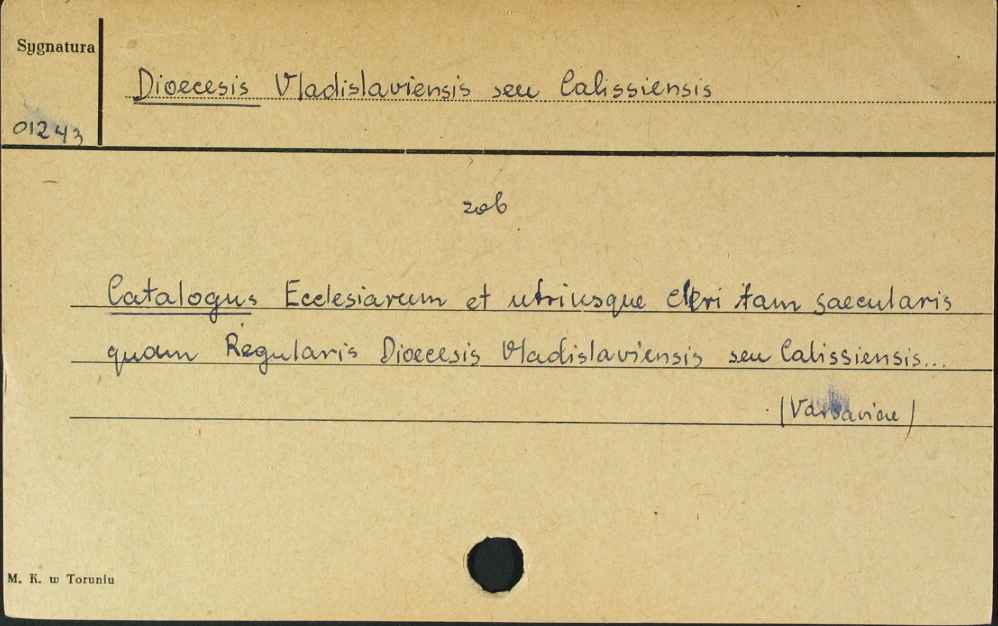 Sygnatura
Dioecesis Vladislaviensis seu Calissiensis
01243
zob
Catalogus Ecclesiarum et utriusque cleri tam saecularis
quam Regularis Dioecesis Vladislaviensis seu Calissiensis...
(Varsaviae)
M. K. w Toruniu